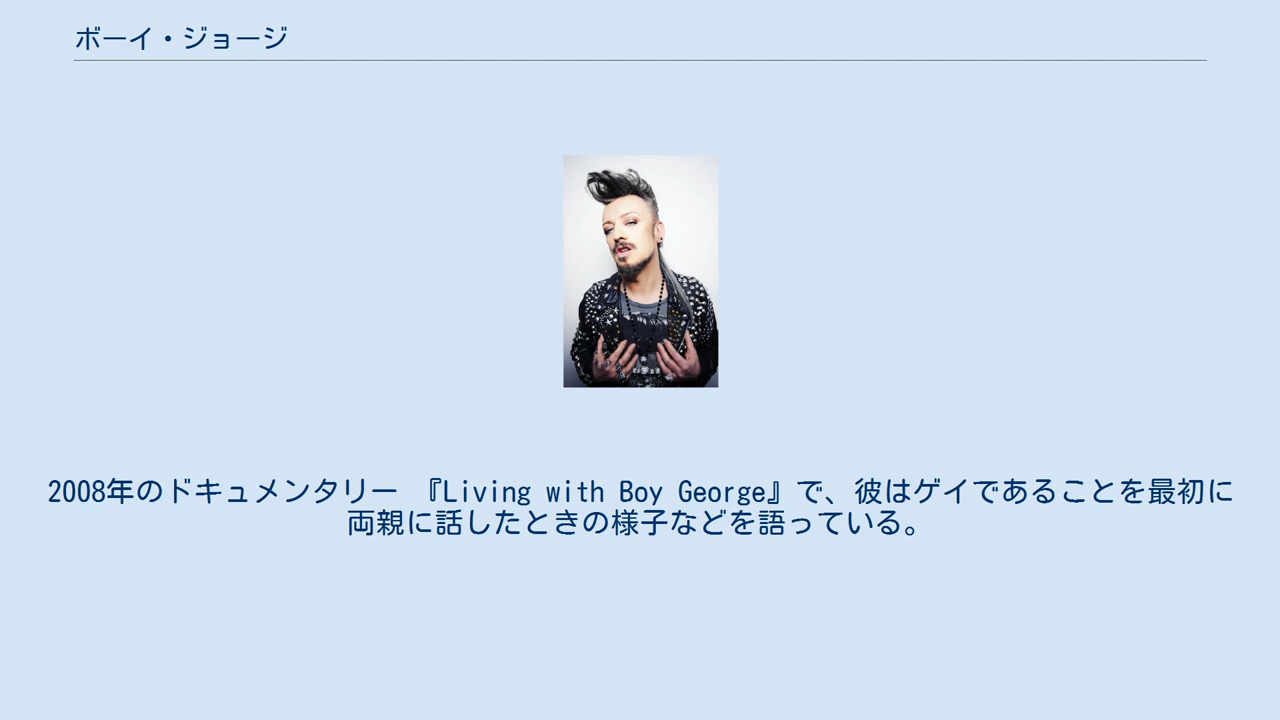 ボーイ・ジョージ
2008年のドキュメンタリー 『Living with Boy George』で、彼はゲイであることを最初に
両親に話したときの様子などを語っている。